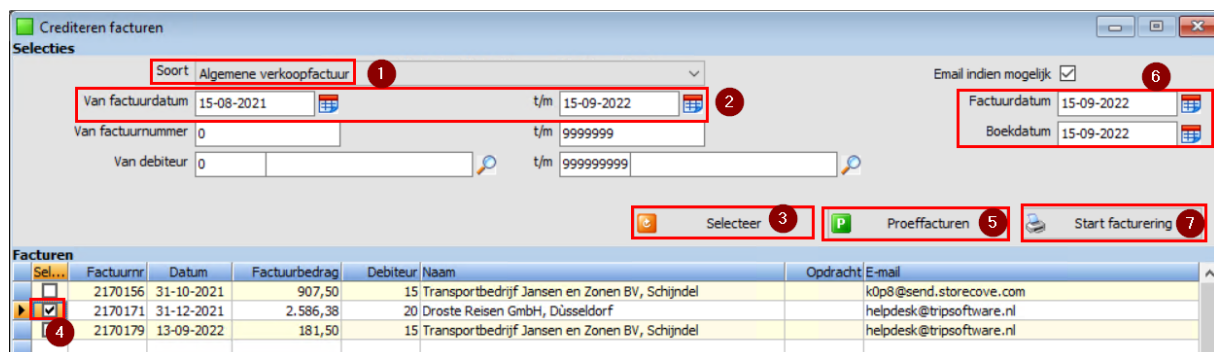 Crediteren facturen
Selecties
Soort Algemene verkoopfactuur 1 Email indien mogelijk 6
Van factuurdatum 15-08-2021 t/m 15-09-2022 2 Factuurdatum 15-09-2022
Van factuurnummer 0 t/m 9999999 Boekdatum 15-09-2022
Van debiteur 0 t/m 999999999
Selecteer 3 P Proeffacturen 5 Start facturering 7
Facturen
Sel... Factuurnr Datum Factuurbedrag Debiteur Naam Opdracht E-mail
2170156 31-10-2021 907,50 15 Transportbedrijf Jansen en Zonen BV, Schijndel k0p8@send.storecove.com
2170171 31-12-2021 2.586,38 20 Droste Reisen GmbH, Dùsseldorf helpdesk@tripsoftware.nl
4 2170179 13-09-2022 181,50 15 Transportbedrijf Jansen en Zonen BV, Schijndel helpdesk@tripsoftware.nl